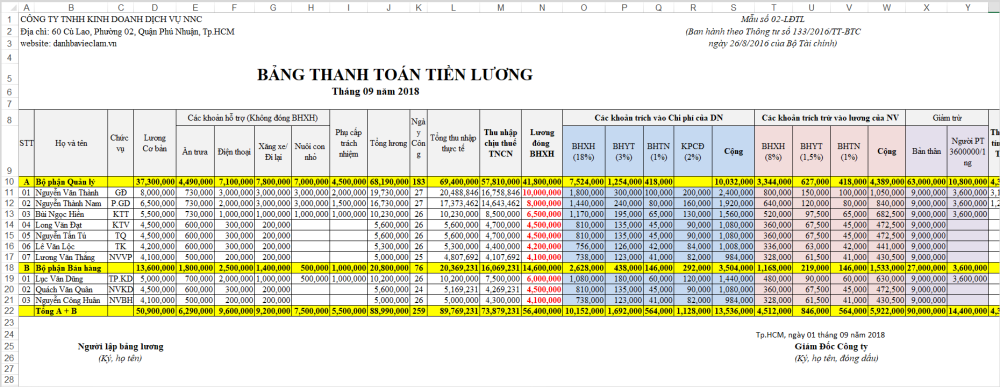 A B C D E F G H I J K L M N O P Q R S T U V W X Y
1 CÔNG TY TNHH KINH DOANH DỊCH VỤ NNC Mẫu số 02-LĐTL
2 Địa chỉ: 60 Cù Lao, Phường 02, Quận Phú Nhuận, Tp.HCM (Ban hành theo Thông tư số 133/2016/TT-BTC
3 website: danhbavieclam.vn ngày 26/8/2016 của Bộ Tài chính)
4
5 BẢNG THANH TOÁN TIỀN LƯƠNG
6 Tháng 09 năm 2018
7
8 STT Họ và tên Chức vụ Lương Cơ bản Các khoản hỗ trợ (Không đóng BHXH) Phụ cấp trách nhiệm Tổng lương Ngày Công Tổng thu nhập thực tế Thu nhập chịu thuế TNCN Lương đóng BHXH Các khoản trích vào Chi phí của DN Các khoản trích trừ vào lương của NV Giảm trừ
9 Ăn trưa Điện thoại Xăng xe/ Đi lại Nuôi con nhỏ BHXH (18%) BHYT (3%) BHTN (1%) KPCĐ (2%) Cộng BHXH (8%) BHYT (1,5%) BHTN (1%) Cộng Bản thân Người PT 3600000/1 ng
10 A Bộ phận Quản lý 37,300,000 4,490,000 7,100,000 7,800,000 7,000,000 4,500,000 68,190,000 183 69,400,000 57,810,000 41,800,000 7,524,000 1,254,000 418,000 10,032,000 3,344,000 627,000 418,000 4,389,000 63,000,000 10,800,000
11 01 Nguyễn Văn Thành GĐ 8,000,000 730,000 3,000,000 3,000,000 3,000,000 2,000,000 19,730,000 27 20,488,846 16,758,846 10,000,000 1,800,000 300,000 100,000 200,000 2,400,000 800,000 150,000 100,000 1,050,000 9,000,000 3,600,000
12 02 Nguyễn Thành Nam P.GĐ 6,500,000 730,000 2,000,000 3,000,000 3,000,000 1,500,000 16,730,000 27 17,373,462 14,643,462 8,000,000 1,440,000 240,000 80,000 160,000 1,920,000 640,000 120,000 80,000 840,000 9,000,000 3,600,000
13 03 Bùi Ngọc Hiển KTT 5,500,000 730,000 1,000,000 1,000,000 1,000,000 1,000,000 10,230,000 26 10,230,000 8,500,000 6,500,000 1,170,000 195,000 65,000 130,000 1,560,000 520,000 97,500 65,000 682,500 9,000,000 3,600,000
14 04 Long Văn Đạt KTV 4,500,000 600,000 300,000 200,000 5,600,000 26 5,600,000 4,700,000 4,500,000 810,000 135,000 45,000 90,000 1,080,000 360,000 67,500 45,000 472,500 9,000,000
15 05 Nguyễn Tấn Tú TQ 4,500,000 600,000 300,000 200,000 5,600,000 26 5,600,000 4,700,000 4,500,000 810,000 135,000 45,000 90,000 1,080,000 360,000 67,500 45,000 472,500 9,000,000
16 06 Lê Văn Lộc TK 4,200,000 600,000 300,000 200,000 5,300,000 26 5,300,000 4,400,000 4,200,000 756,000 126,000 42,000 84,000 1,008,000 336,000 63,000 42,000 441,000 9,000,000
17 07 Lương Văn Thắng NVVP 4,100,000 500,000 200,000 200,000 5,000,000 25 4,807,692 4,107,692 4,100,000 738,000 123,000 41,000 82,000 984,000 328,000 61,500 41,000 430,500 9,000,000
18 B Bộ phận Bán hàng 13,600,000 1,800,000 2,500,000 1,400,000 500,000 1,000,000 20,800,000 76 20,369,231 16,069,231 14,600,000 2,628,000 438,000 146,000 292,000 3,504,000 1,168,000 219,000 146,000 1,533,000 27,000,000 3,600,000
19 01 Lục Văn Dũng TP KD 5,000,000 700,000 2,000,000 1,000,000 500,000 1,000,000 10,200,000 26 10,200,000 7,500,000 6,000,000 1,080,000 180,000 60,000 120,000 1,440,000 480,000 90,000 60,000 630,000 9,000,000 3,600,000
20 02 Quách Văn Quân NVKD 4,500,000 600,000 300,000 200,000 5,600,000 24 5,169,231 4,269,231 4,500,000 810,000 135,000 45,000 90,000 1,080,000 360,000 67,500 45,000 472,500 9,000,000
21 03 Nguyễn Công Huân NVBH 4,100,000 500,000 200,000 200,000 5,000,000 26 5,000,000 4,300,000 4,100,000 738,000 123,000 41,000 82,000 984,000 328,000 61,500 41,000 430,500 9,000,000
22 Tổng A + B 50,900,000 6,290,000 9,600,000 9,200,000 7,500,000 5,500,000 88,990,000 259 89,769,231 73,879,231 56,400,000 10,152,000 1,692,000 564,000 1,128,000 13,536,000 4,512,000 846,000 564,000 5,922,000 90,000,000 14,400,000
23
24 Tp.HCM, ngày 01 tháng 09 năm 2018
25 Người lập bảng lương Giám Đốc Công ty
26 (Ký, họ tên) (Ký, họ tên, đóng dấu)
27
28